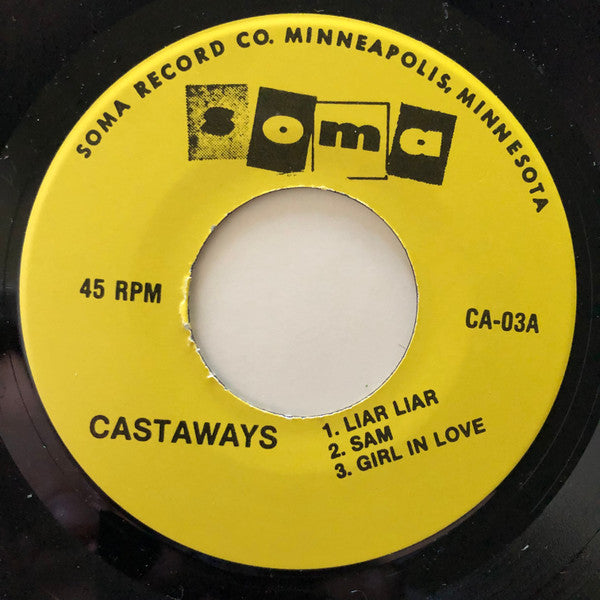 SOMA RECORD CO. MINNEAPOLIS, MINNESOTA
soma
45 RPM
CA-03A
CASTAWAYS
1. LIAR LIAR
2. SAM
3. GIRL IN LOVE